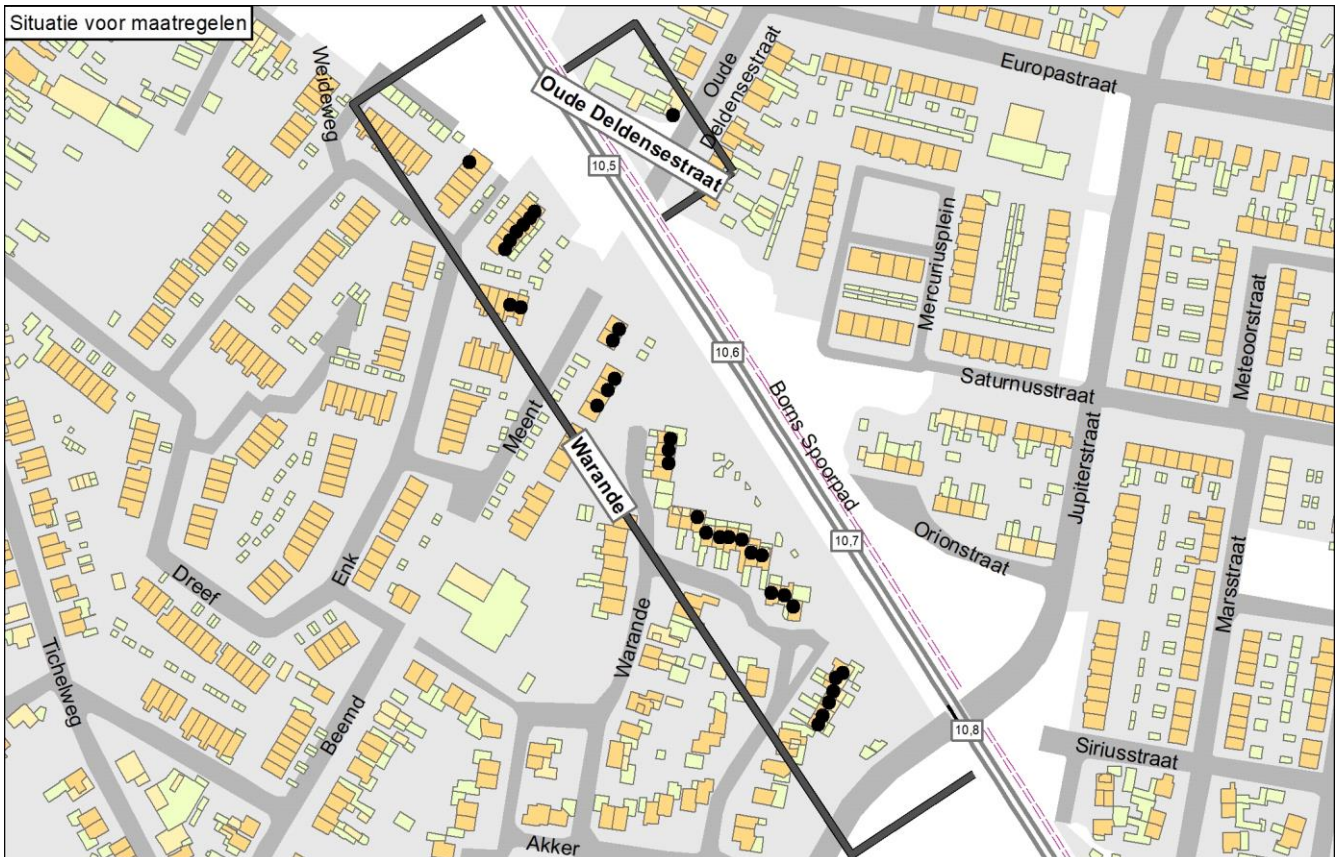 Situatie voor maatregelen
Weideweg
Oude
Deldensestraat
Oude Deldensestraat
Europastraat
10,5
Mercuriusplein
Meteoorstraat
10,6
Saturnusstraat
Borns Spoorpad
Meent
Warande
Jupiterstraat
10,7
Orionstraat
Marsstraat
Enk
Dreef
Warande
Tichelweg
Beemd
10,8
Siriusstraat
Akker